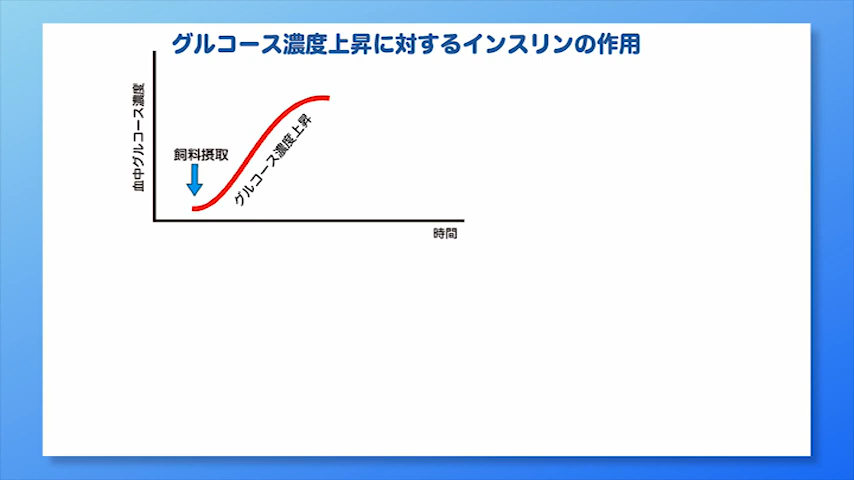 グルコース濃度上昇に対するインスリンの作用
血中グルコース濃度
飼料摂取
グルコース濃度上昇
時間